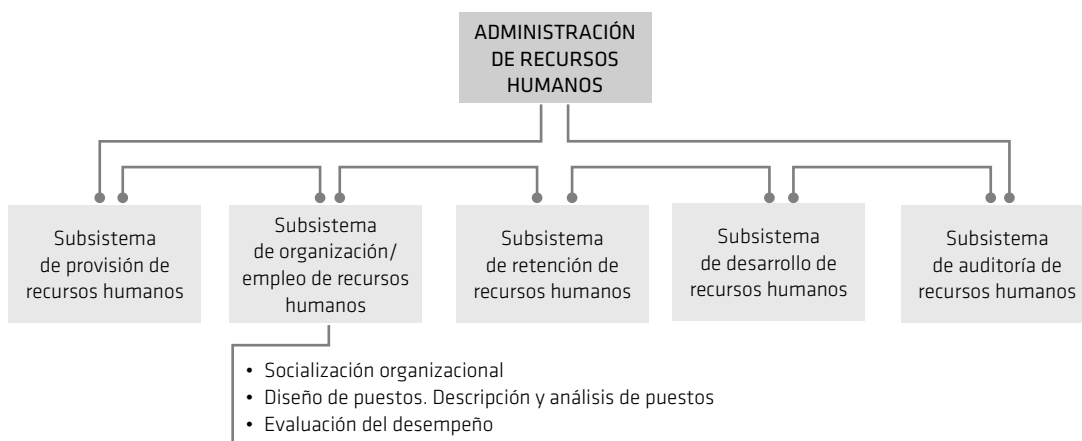 ADMINISTRACIÓN
DE RECURSOS
HUMANOS
Subsistema
de provisión de
recursos humanos
Subsistema
de organización/
empleo de recursos
humanos
Subsistema
de retención de
recursos humanos
Subsistema
de desarrollo de
recursos humanos
Subsistema
de auditoría de
recursos humanos
• Socialización organizacional
• Diseño de puestos. Descripción y análisis de puestos
• Evaluación del desempeño